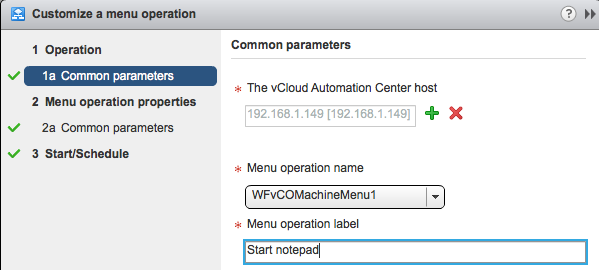 Customize a menu operation
1 Operation
1a Common parameters
2 Menu operation properties
2a Common parameters
3 Start/Schedule
Common parameters
* The vCloud Automation Center host
192.168.1.149 [192.168.1.149]
* Menu operation name
WFvCOMachineMenu1
* Menu operation label
Start notepad